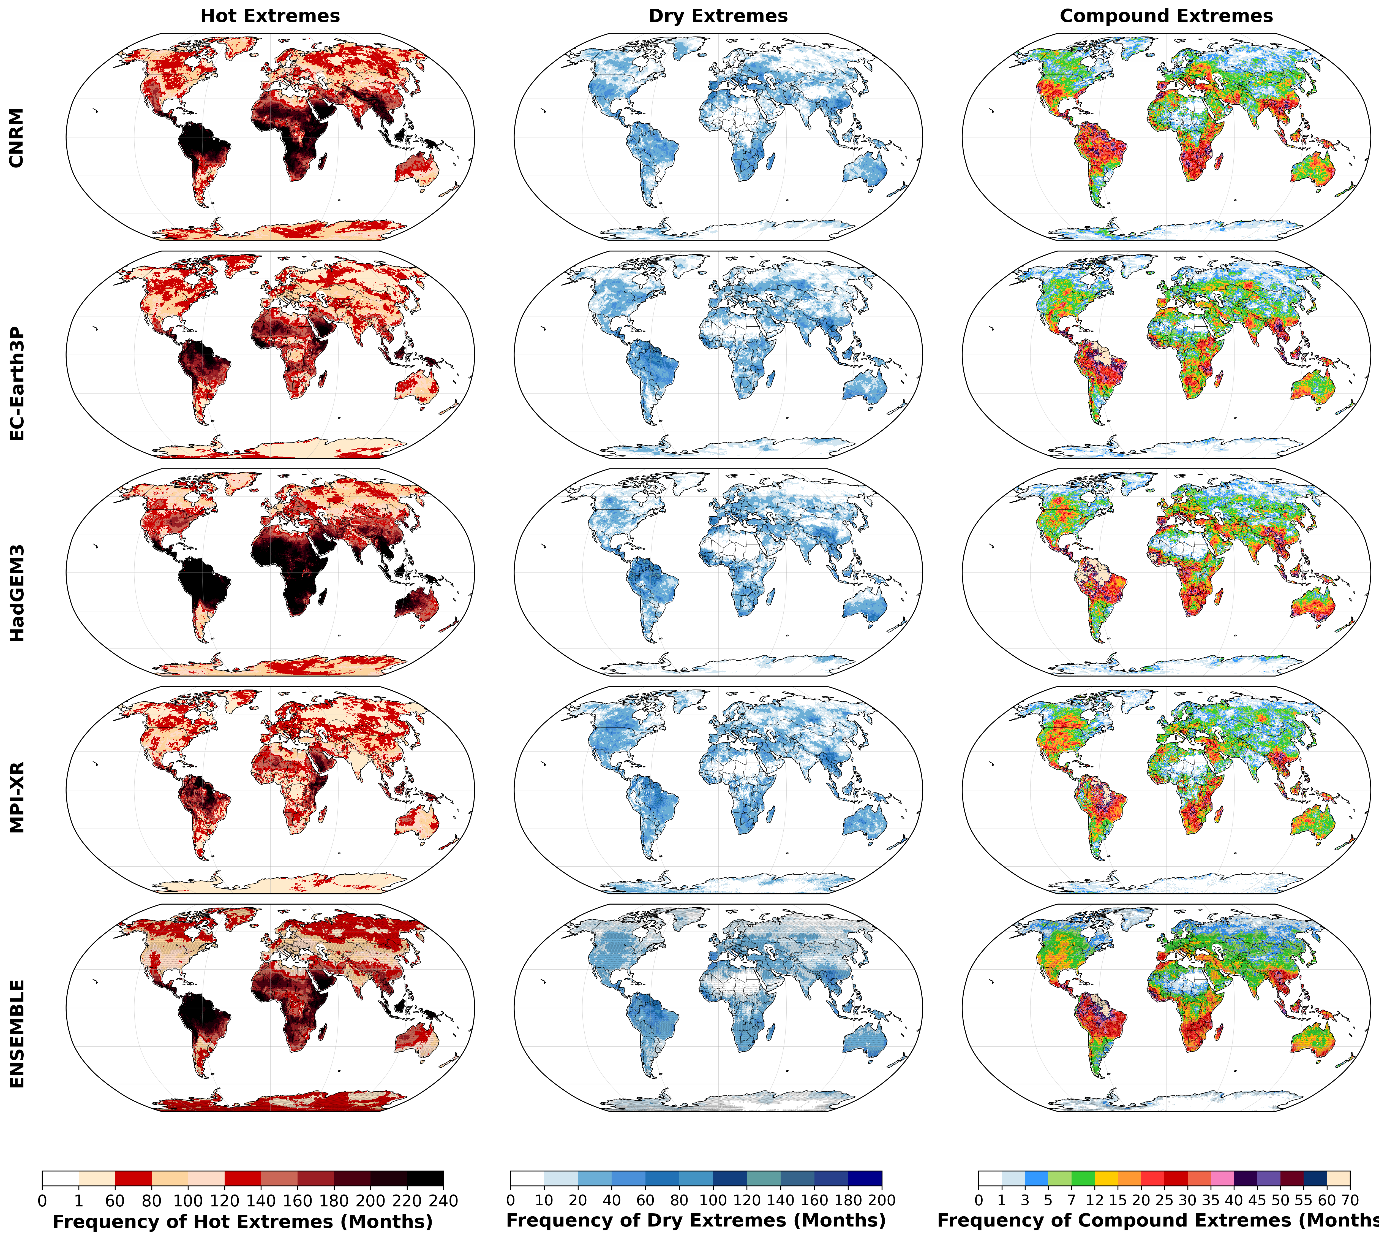 Hot Extremes Dry Extremes Compound Extremes
CNRM
EC-Earth3P
HadGEM3
MPI-XR
ENSEMBLE
0 1 60 80 100 120 140 160 180 200 220 240
Frequency of Hot Extremes (Months)
0 10 20 40 60 80 100 120 140 160 180 200
Frequency of Dry Extremes (Months)
0 1 3 5 7 12 15 20 25 30 35 40 45 50 55 60 70
Frequency of Compound Extremes (Months